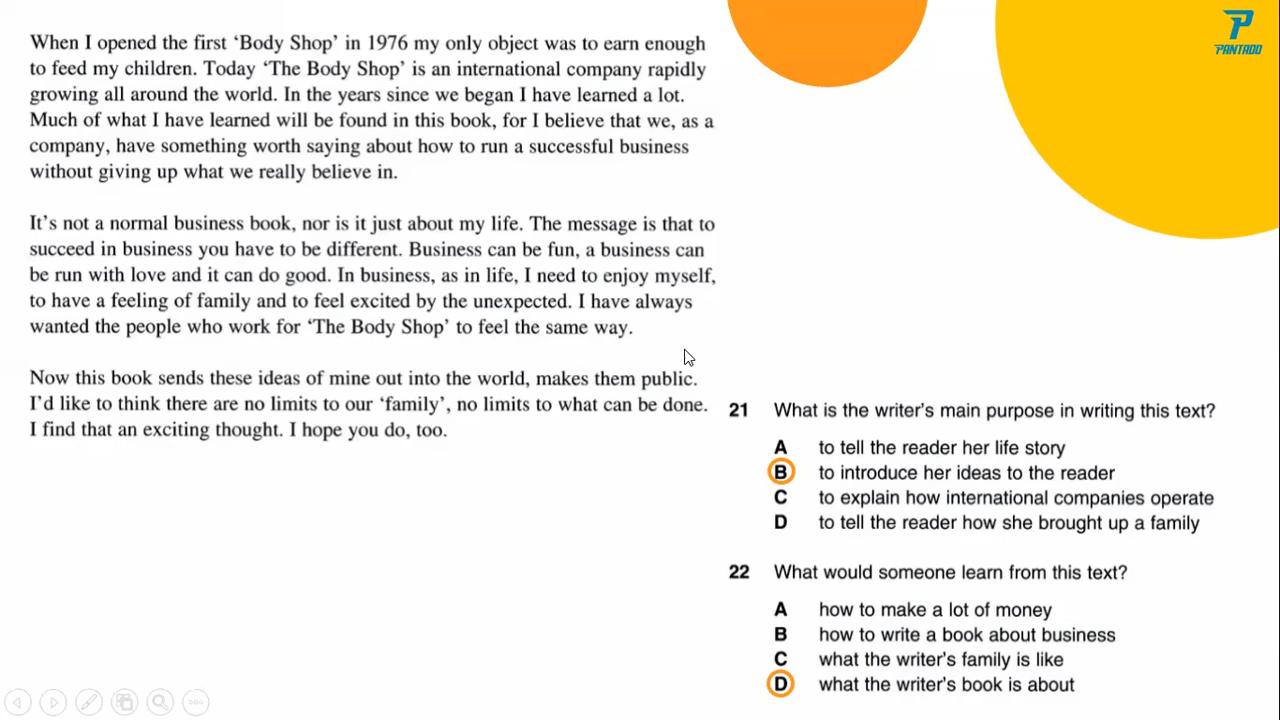 When I opened the first ‘Body Shop’ in 1976 my only object was to earn enough
to feed my children. Today ‘The Body Shop’ is an international company rapidly
growing all around the world. In the years since we began I have learned a lot.
Much of what I have learned will be found in this book, for I believe that we, as a
company, have something worth saying about how to run a successful business
without giving up what we really believe in.
It’s not a normal business book, nor is it just about my life. The message is that to
succeed in business you have to be different. Business can be fun, a business can
be run with love and it can do good. In business, as in life, I need to enjoy myself,
to have a feeling of family and to feel excited by the unexpected. I have always
wanted the people who work for ‘The Body Shop’ to feel the same way.
Now this book sends these ideas of mine out into the world, makes them public.
I’d like to think there are no limits to our ‘family’, no limits to what can be done.
I find that an exciting thought. I hope you do, too.
PANTADO
21 What is the writer’s main purpose in writing this text?
A to tell the reader her life story
B to introduce her ideas to the reader
C to explain how international companies operate
D to tell the reader how she brought up a family
22 What would someone learn from this text?
A how to make a lot of money
B how to write a book about business
C what the writer’s family is like
D what the writer’s book is about